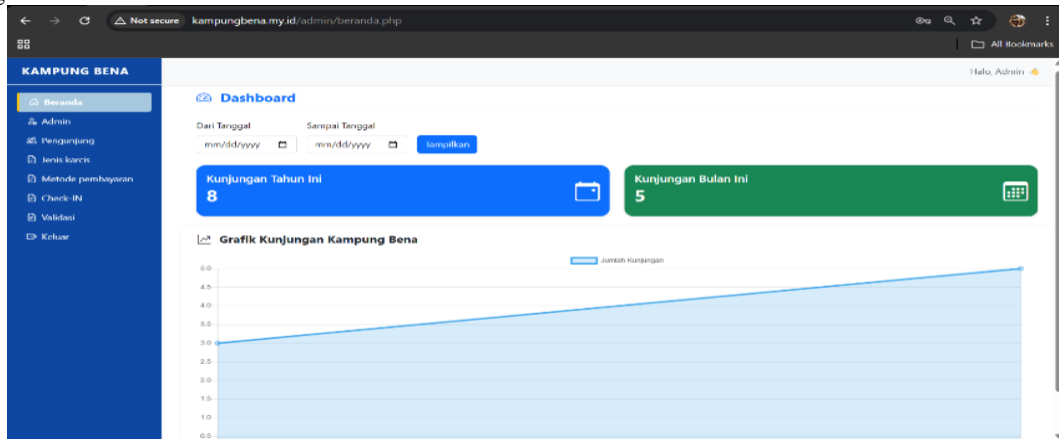 Not secure kampungbena.my.id/admin/beranda.php
All Bookmarks
KAMPUNG BENA
Halo, Admin 👋
Beranda
Admin
Pengunjung
Jenis karcis
Metode pembayaran
Check-IN
Validasi
Keluar
Dashboard
Dari Tanggal Sampai Tanggal
mm/dd/yyyy mm/dd/yyyy Tampilkan
Kunjungan Tahun Ini
8
Kunjungan Bulan Ini
5
Grafik Kunjungan Kampung Bena
Jumlah Kunjungan
5.0
4.5
4.0
3.5
3.0
2.5
2.0
1.5
1.0
0.5